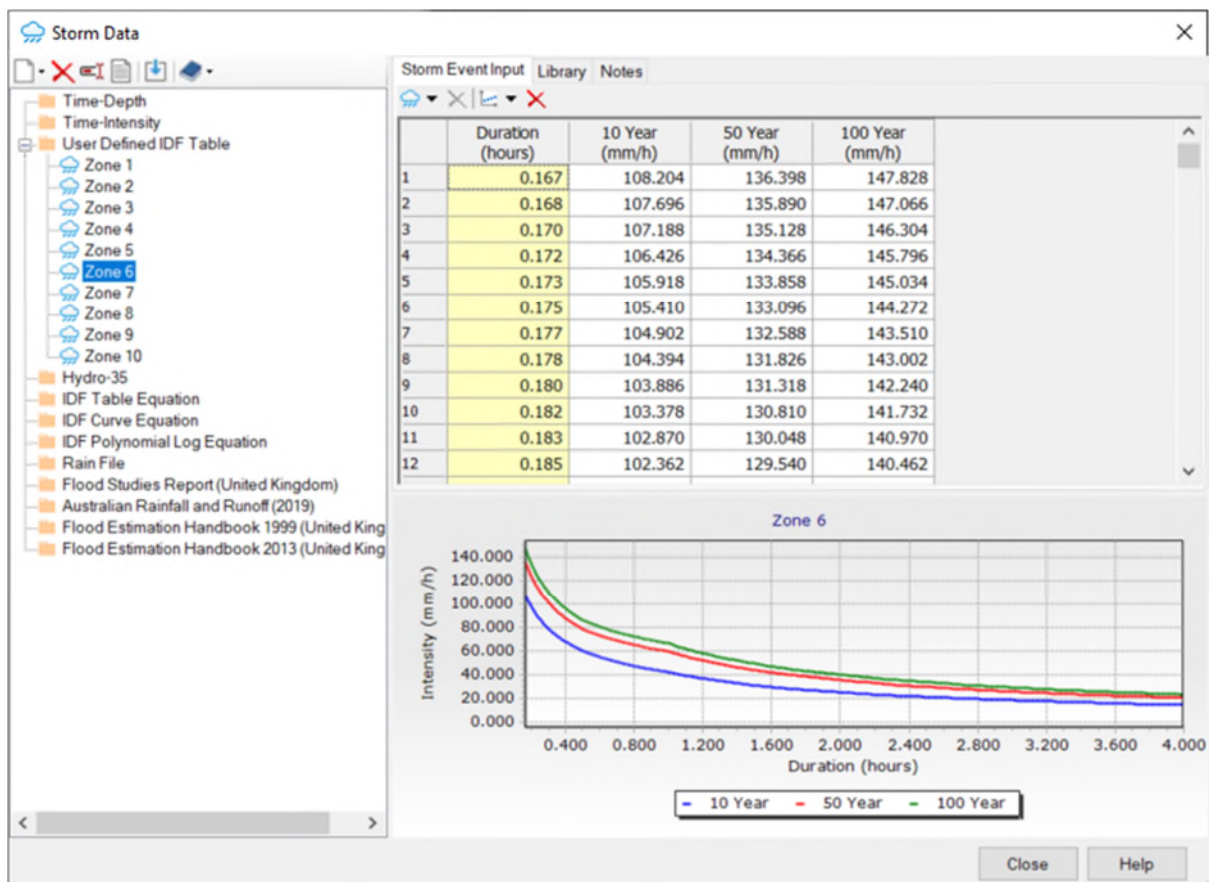 Storm Data
Time-Depth
Time-Intensity
User Defined IDF Table
Zone 1
Zone 2
Zone 3
Zone 4
Zone 5
Zone 6
Zone 7
Zone 8
Zone 9
Zone 10
Hydro-35
IDF Table Equation
IDF Curve Equation
IDF Polynomial Log Equation
Rain File
Flood Studies Report (United Kingdom)
Australian Rainfall and Runoff (2019)
Flood Estimation Handbook 1999 (United King
Flood Estimation Handbook 2013 (United King
Storm Event Input Library Notes
Duration (hours) 10 Year (mm/h) 50 Year (mm/h) 100 Year (mm/h)
1 0.167 108.204 136.398 147.828
2 0.168 107.696 135.890 147.066
3 0.170 107.188 135.128 146.304
4 0.172 106.426 134.366 145.796
5 0.173 105.918 133.858 145.034
6 0.175 105.410 133.096 144.272
7 0.177 104.902 132.588 143.510
8 0.178 104.394 131.826 143.002
9 0.180 103.886 131.318 142.240
10 0.182 103.378 130.810 141.732
11 0.183 102.870 130.048 140.970
12 0.185 102.362 129.540 140.462
Zone 6
Intensity (mm/h)
140.000
120.000
100.000
80.000
60.000
40.000
20.000
0.000
0.400 0.800 1.200 1.600 2.000 2.400 2.800 3.200 3.600 4.000
Duration (hours)
10 Year 50 Year 100 Year
Close Help